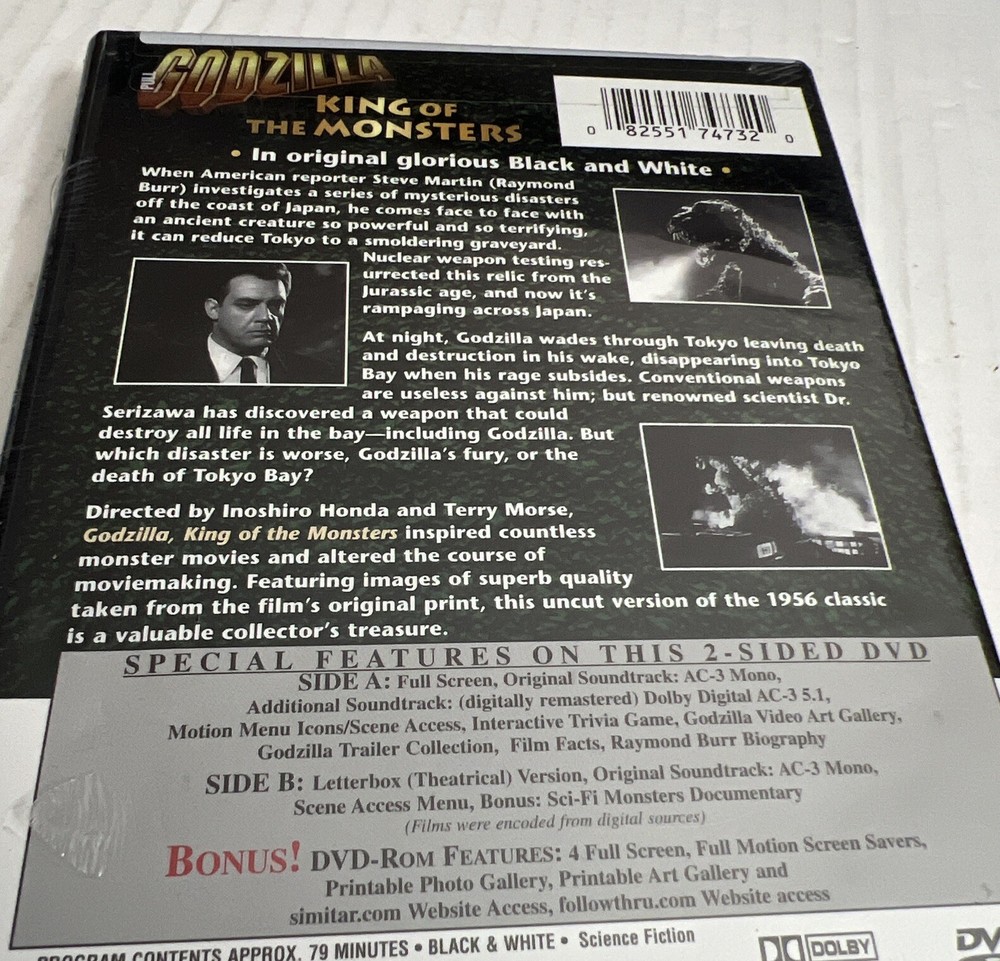 PULL
GODZILLA
KING OF
THE MONSTERS
0 82551 74732 0
• In original glorious Black and White •
When American reporter Steve Martin (Raymond
Burr) investigates a series of mysterious disasters
off the coast of Japan, he comes face to face with
an ancient creature so powerful and so terrifying,
it can reduce Tokyo to a smoldering graveyard.
Nuclear weapon testing res-
urrected this relic from the
Jurassic age, and now it's
rampaging across Japan.
At night, Godzilla wades through Tokyo leaving death
and destruction in his wake, disappearing into Tokyo
Bay when his rage subsides. Conventional weapons
are useless against him; but renowned scientist Dr.
Serizawa has discovered a weapon that could
destroy all life in the bay—including Godzilla. But
which disaster is worse, Godzilla's fury, or the
death of Tokyo Bay?
Directed by Inoshiro Honda and Terry Morse,
Godzilla, King of the Monsters inspired countless
monster movies and altered the course of
moviemaking. Featuring images of superb quality
taken from the film's original print, this uncut version of the 1956 classic
is a valuable collector's treasure.
SPECIAL FEATURES ON THIS 2-SIDED DVD
SIDE A: Full Screen, Original Soundtrack: AC-3 Mono,
Additional Soundtrack: (digitally remastered) Dolby Digital AC-3 5.1,
Motion Menu Icons/Scene Access, Interactive Trivia Game, Godzilla Video Art Gallery,
Godzilla Trailer Collection, Film Facts, Raymond Burr Biography
SIDE B: Letterbox (Theatrical) Version, Original Soundtrack: AC-3 Mono,
Scene Access Menu, Bonus: Sci-Fi Monsters Documentary
(Films were encoded from digital sources)
BONUS! DVD-ROM FEATURES: 4 Full Screen, Full Motion Screen Savers,
Printable Photo Gallery, Printable Art Gallery and
simitar.com Website Access, followthru.com Website access
PROGRAM CONTENTS APPROX. 79 MINUTES • BLACK & WHITE • Science Fiction
DOLBY
DV